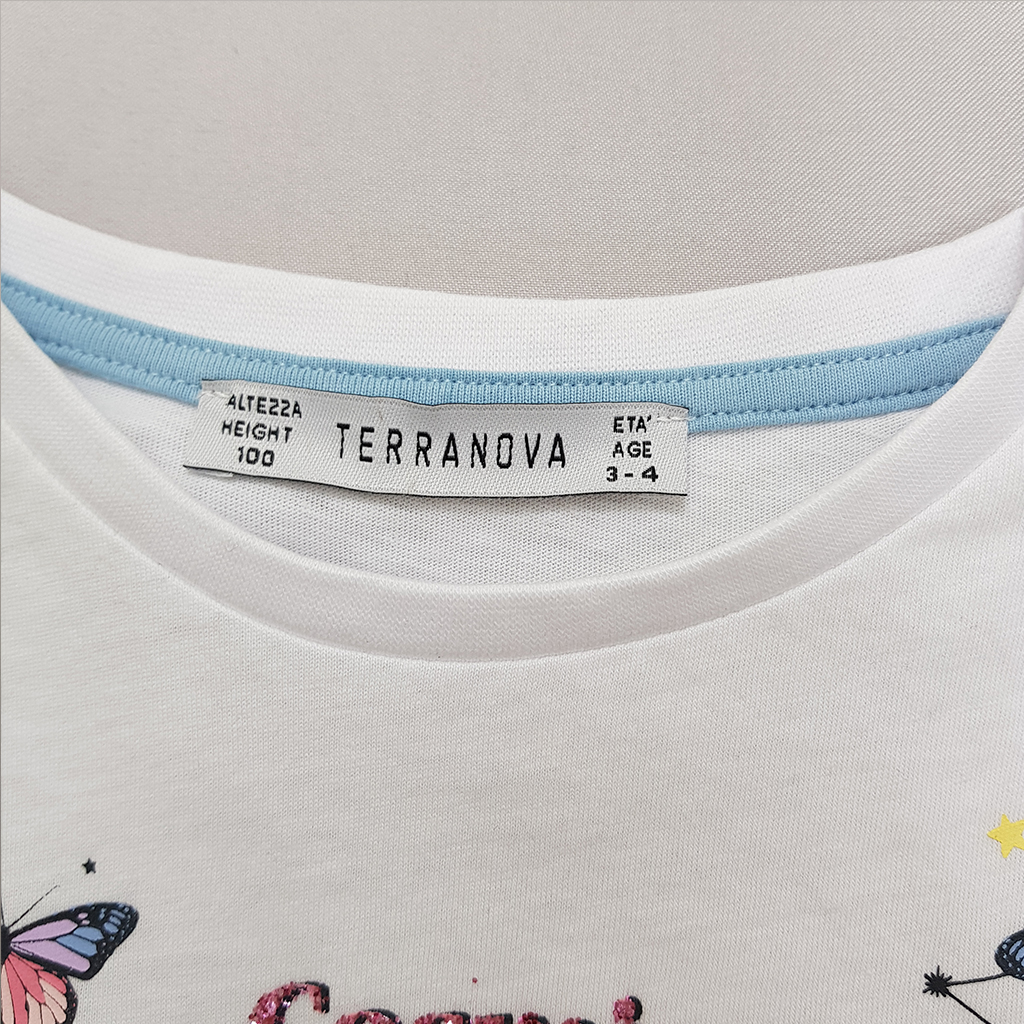 ALTEZZA
HEIGHT
100
TERRANOVA
ETA'
AGE
3 - 4